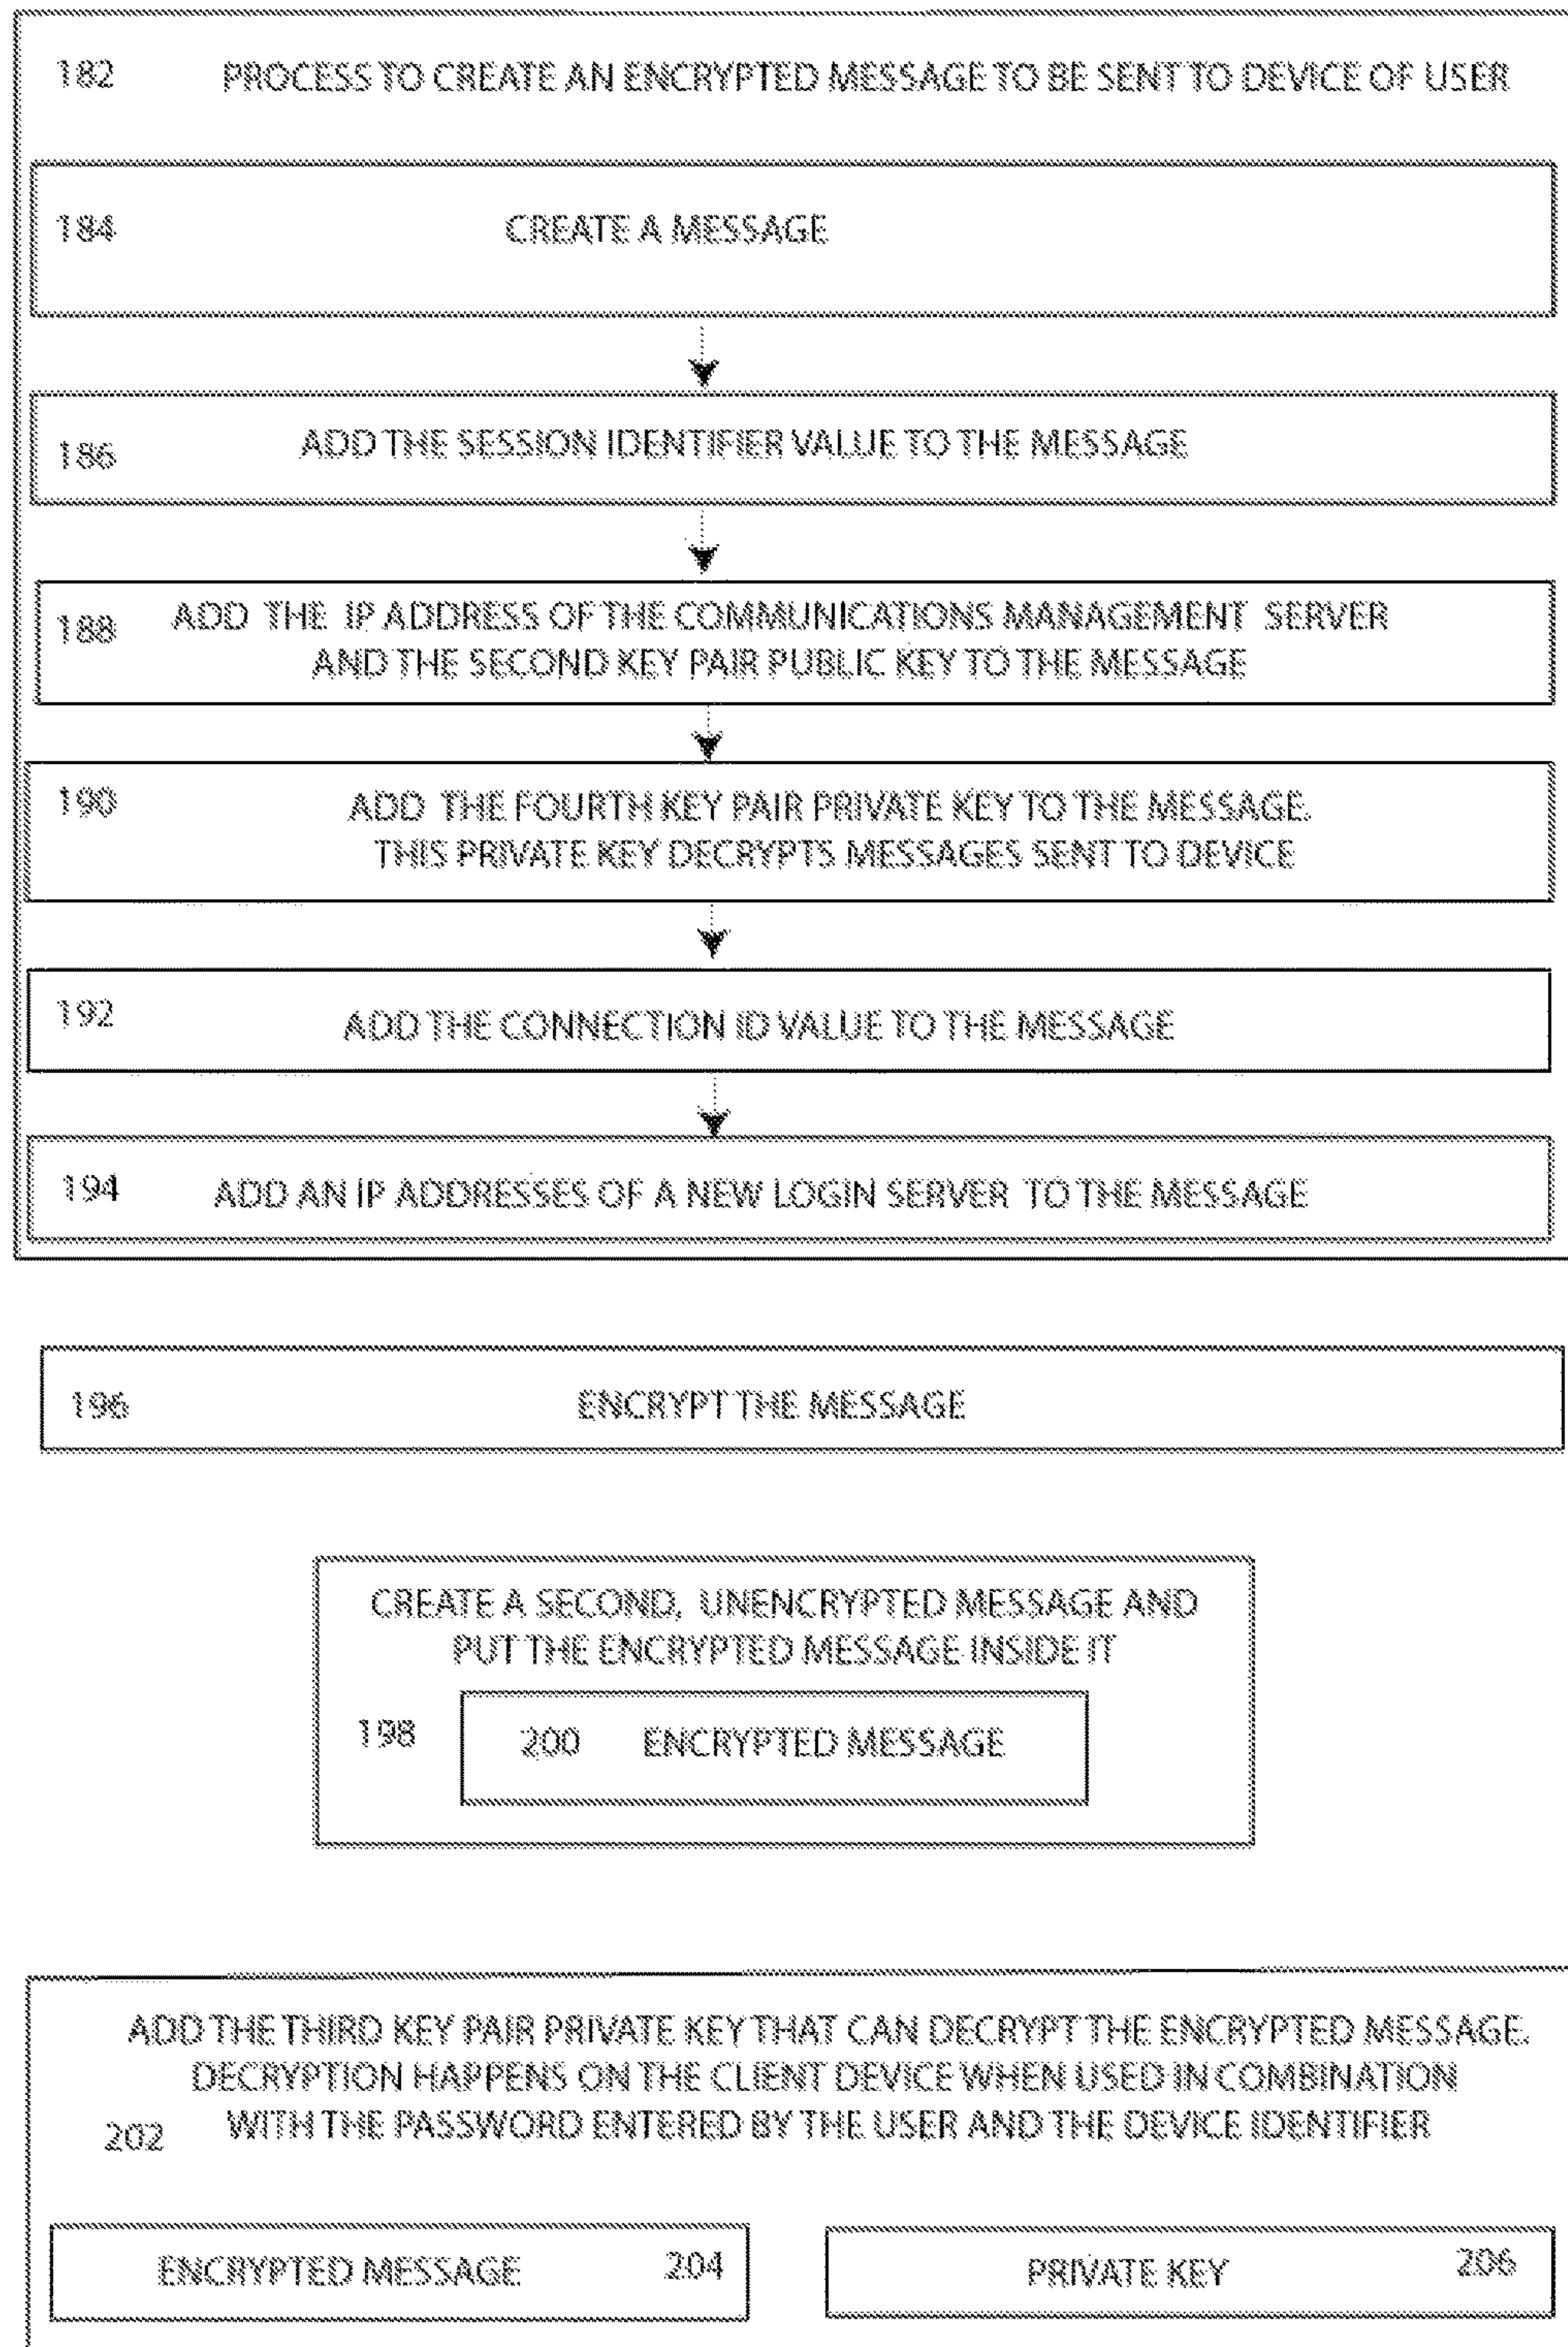 182 PROCESS TO CREATE AN ENCRYPTED MESSAGE TO BE SENT TO DEVICE OF USER
184 CREATE A MESSAGE
186 ADD THE SESSION IDENTIFIER VALUE TO THE MESSAGE
188 ADD THE IP ADDRESS OF THE COMMUNICATIONS MANAGEMENT SERVER
AND THE SECOND KEY PAIR PUBLIC KEY TO THE MESSAGE
190 ADD THE FOURTH KEY PAIR PRIVATE KEY TO THE MESSAGE.
THIS PRIVATE KEY DECRYPTS MESSAGES SENT TO DEVICE
192 ADD THE CONNECTION ID VALUE TO THE MESSAGE
194 ADD AN IP ADDRESSES OF A NEW LOGIN SERVER TO THE MESSAGE
196 ENCRYPT THE MESSAGE
CREATE A SECOND, UNENCRYPTED MESSAGE AND
PUT THE ENCRYPTED MESSAGE INSIDE IT
198 200 ENCRYPTED MESSAGE
ADD THE THIRD KEY PAIR PRIVATE KEY THAT CAN DECRYPT THE ENCRYPTED MESSAGE.
DECRYPTION HAPPENS ON THE CLIENT DEVICE WHEN USED IN COMBINATION
202 WITH THE PASSWORD ENTERED BY THE USER AND THE DEVICE IDENTIFIER
ENCRYPTED MESSAGE 204 PRIVATE KEY 206